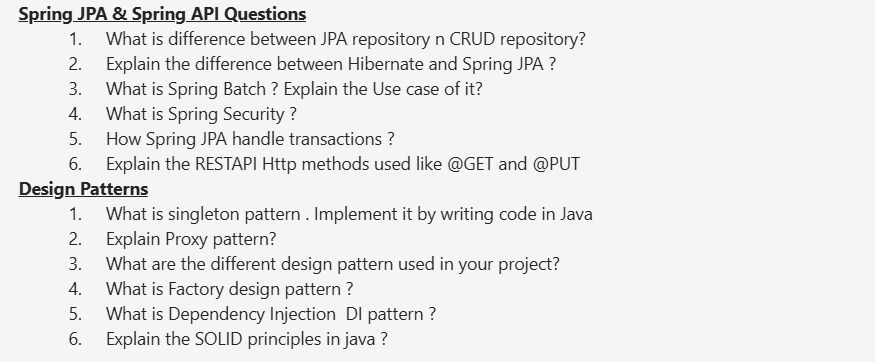 Spring JPA & Spring API Questions
1. What is difference between JPA repository n CRUD repository?
2. Explain the difference between Hibernate and Spring JPA ?
3. What is Spring Batch ? Explain the Use case of it?
4. What is Spring Security ?
5. How Spring JPA handle transactions ?
6. Explain the RESTAPI Http methods used like @GET and @PUT
Design Patterns
1. What is singleton pattern . Implement it by writing code in Java
2. Explain Proxy pattern?
3. What are the different design pattern used in your project?
4. What is Factory design pattern ?
5. What is Dependency Injection  DI pattern ?
6. Explain the SOLID principles in java ?